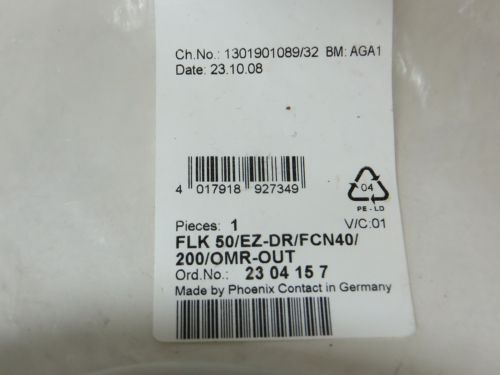 Ch.No.: 1301901089/32 BM: AGA1
Date: 23.10.08
4 017918 927349
04
PE-LD
Pieces: 1 V/C:01
FLK 50/EZ-DR/FCN40/
200/OMR-OUT
Ord.No.: 23 04 15 7
Made by Phoenix Contact in Germany